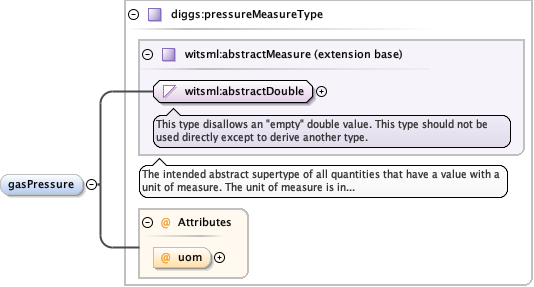 diggs:pressureMeasureType
witsml:abstractMeasure (extension base)
witsml:abstractDouble
This type disallows an "empty" double value. This type should not be
used directly except to derive another type.
The intended abstract supertype of all quantities that have a value with a
unit of measure. The unit of measure is in...
gasPressure
@ Attributes
@ uom